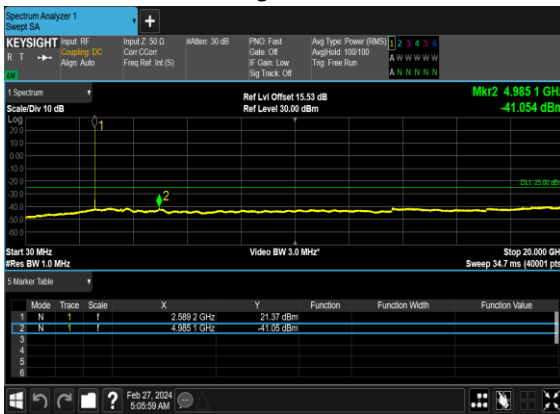 Spectrum Analyzer 1
Swept SA
KEYSIGHT Input: RF Input Z: 50 Ω #Atten: 30 dB PNO: Fast Avg Type: Power (RMS) 1 2 3 4 5 6
R T Coupling: DC Corr CCorr Gate: Off Avg|Hold: 100/100 A W W W W W
Align: Auto Freq Ref: Int (S) IF Gain: Low Trig: Free Run
LV Sig Track: Off A N N N N N
1 Spectrum Ref Lvl Offset 15.53 dB Mkr2 4.985 1 GHz
Scale/Div 10 dB Ref Level 30.00 dBm -41.054 dBm
Log
20.0
10.0
0.00
-10.0
-20.0
-30.0
-40.0
-50.0
-60.0
1
2
DL1 -25.00 dBm
Start 30 MHz Video BW 3.0 MHz* Stop 20.000 GHz
#Res BW 1.0 MHz Sweep 34.7 ms (40001 pts)
5 Marker Table
Mode Trace Scale X Y Function Function Width Function Value
1 N 1 f 2.589 2 GHz 21.37 dBm
2 N 1 f 4.985 1 GHz -41.05 dBm
3
4
5
6
? Feb 27, 2024
5:05:59 AM